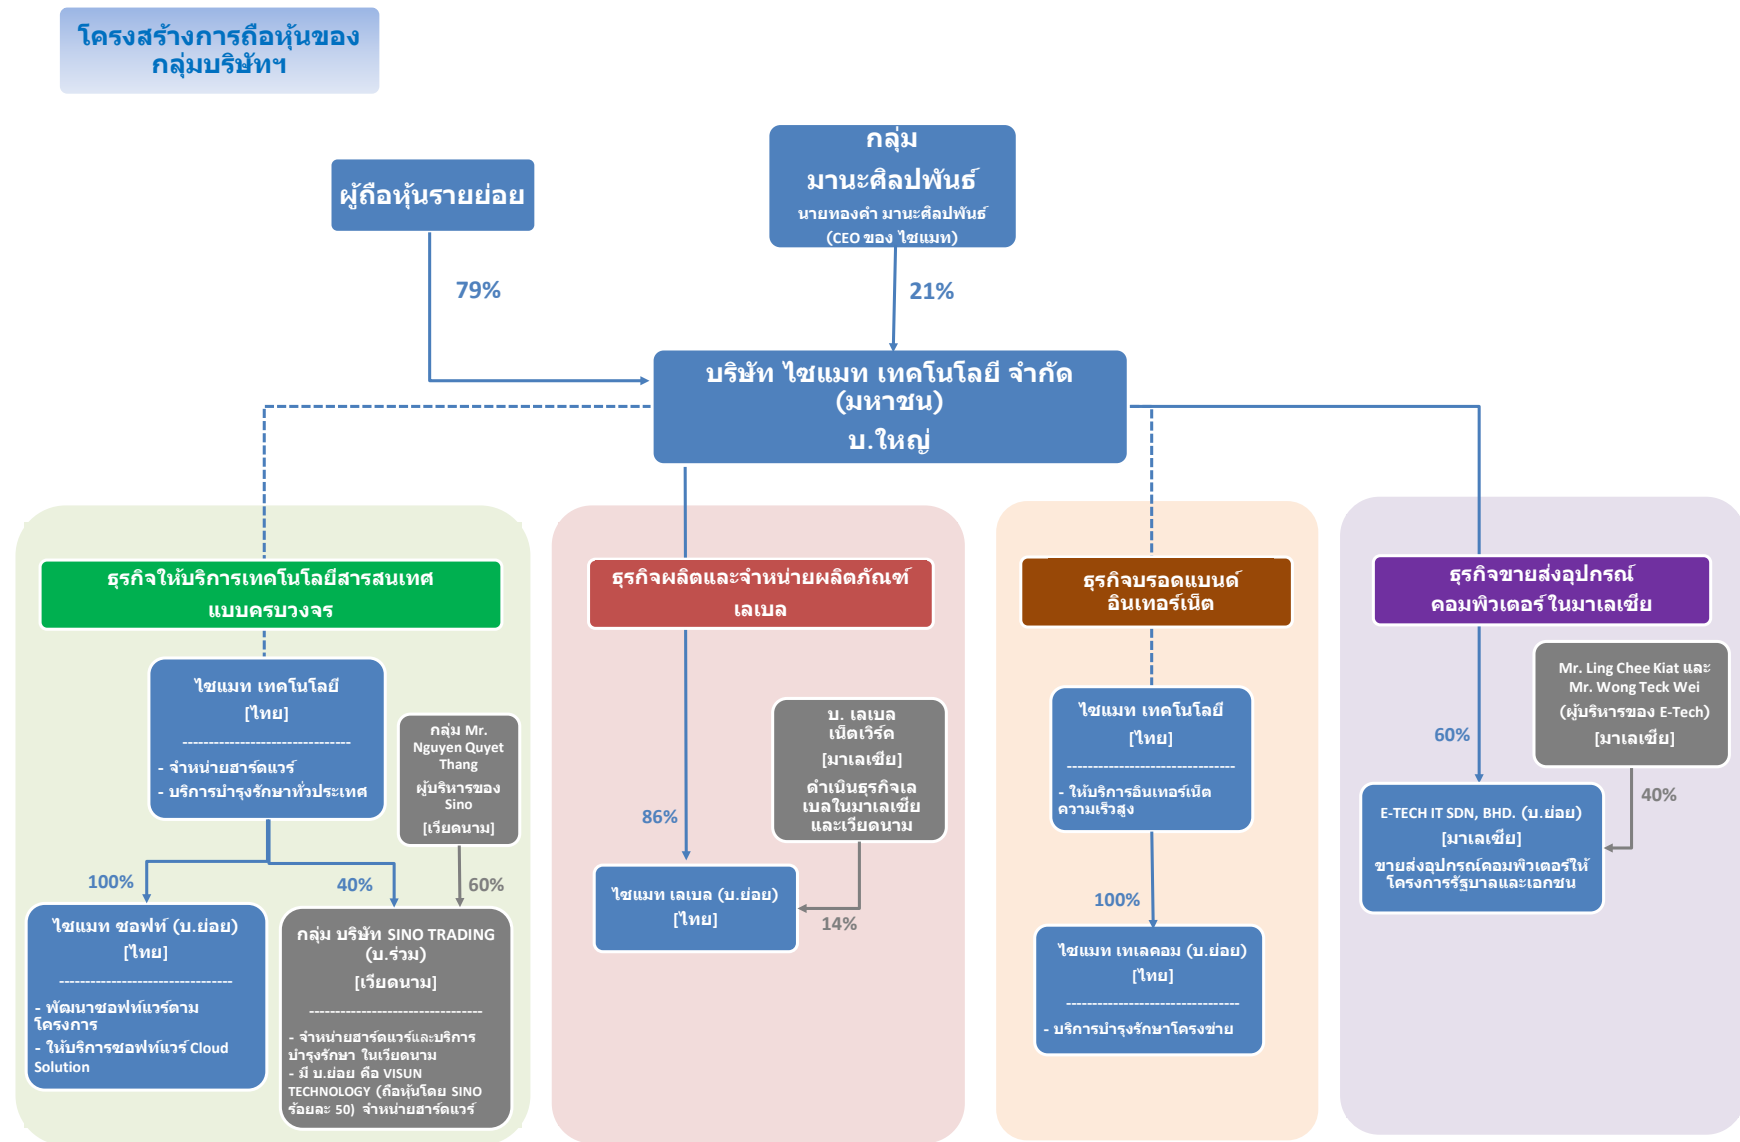 โครงสร้างการถือหุ้นของ
กลุ่มบริษัทฯ
กลุ่ม
มานะศิลปพันธ์
นายทองคำ มานะศิลปพันธ์
(CEO ของ ไซแมท)
ผู้ถือหุ้นรายย่อย
79%
21%
บริษัท ไซแมท เทคโนโลยี จำกัด
(มหาชน)
บ.ใหญ่
ธุรกิจให้บริการเทคโนโลยีสารสนเทศ
แบบครบวงจร
ไซแมท เทคโนโลยี
[ไทย]
--------------------------------
- จำหน่ายฮาร์ดแวร์
- บริการบำรุงรักษาทั่วประเทศ
กลุ่ม Mr.
Nguyen Quyet
Thang
ผู้บริหารของ
Sino
[เวียดนาม]
100%
40%
60%
ไซแมท ซอฟท์ (บ.ย่อย)
[ไทย]
---------------------------------
- พัฒนาซอฟท์แวร์ตาม
โครงการ
- ให้บริการซอฟท์แวร์ Cloud
Solution
กลุ่ม บริษัท SINO TRADING
(บ.ร่วม)
[เวียดนาม]
---------------------------------
- จำหน่ายฮาร์ดแวร์และบริการ
บำรุงรักษา ในเวียดนาม
- มี บ.ย่อย คือ VISUN
TECHNOLOGY (ถือหุ้นโดย SINO
ร้อยละ 50) จำหน่ายฮาร์ดแวร์
ธุรกิจผลิตและจำหน่ายผลิตภัณฑ์
เลเบล
บ. เลเบล
เน็ตเวิร์ค
[มาเลเซีย]
ดำเนินธุรกิจเล
เบลในมาเลเซีย
และเวียดนาม
86%
ไซแมท เลเบล (บ.ย่อย)
[ไทย]
14%
ธุรกิจบรอดแบนด์
อินเทอร์เน็ต
ไซแมท เทคโนโลยี
[ไทย]
--------------------------------
- ให้บริการอินเทอร์เน็ต
ความเร็วสูง
100%
ไซแมท เทเลคอม (บ.ย่อย)
[ไทย]
---------------------------------
- บริการบำรุงรักษาโครงข่าย
ธุรกิจขายส่งอุปกรณ์
คอมพิวเตอร์ในมาเลเซีย
Mr. Ling Chee Kiat และ
Mr. Wong Teck Wei
(ผู้บริหารของ E-Tech)
[มาเลเซีย]
60%
40%
E-TECH IT SDN, BHD. (บ.ย่อย)
[มาเลเซีย]
ขายส่งอุปกรณ์คอมพิวเตอร์ให้
โครงการรัฐบาลและเอกชน